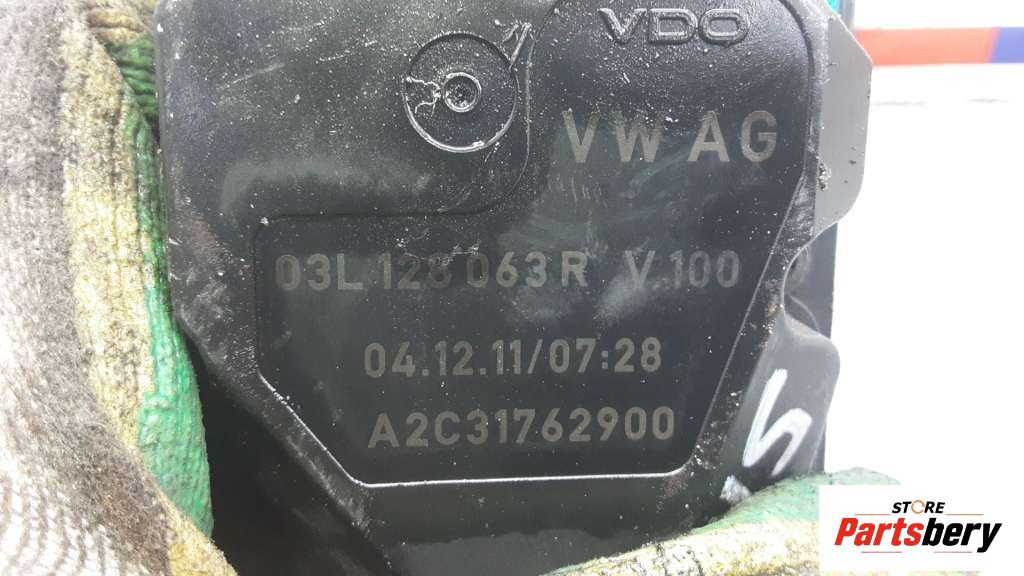 VDO
VW AG
03L 128 063 R V.100
04.12.11/07:28
A2C31762900
STORE
Partsbery